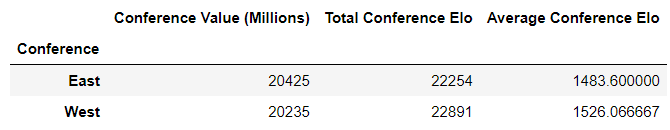 Conference Value (Millions) Total Conference Elo Average Conference Elo
Conference
East 20425 22254 1483.600000
West 20235 22891 1526.066667